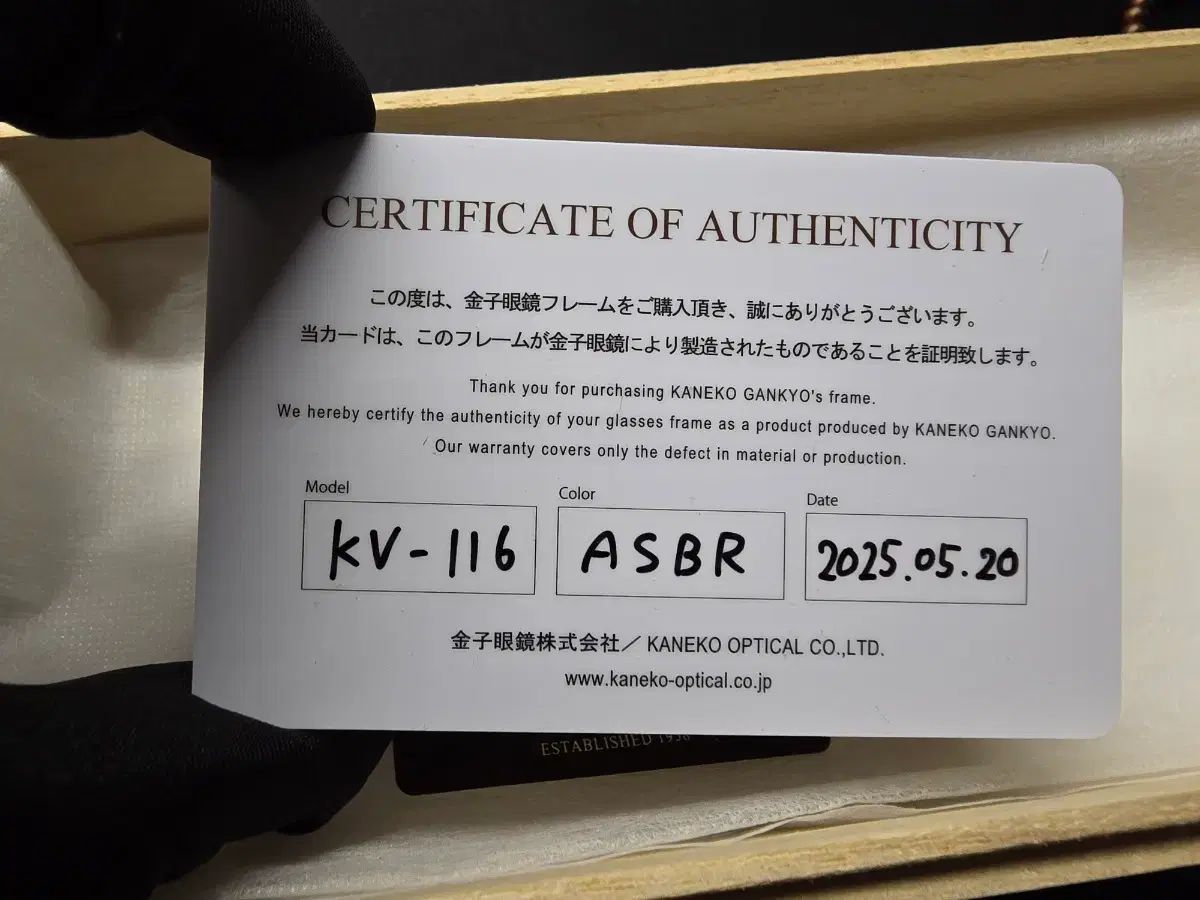 CERTIFICATE OF AUTHENTICITY
この度は、金子眼鏡フレームをご購入頂き、誠にありがとうございます。
当カードは、このフレームが金子眼鏡により製造されたものであることを証明致します。
Thank you for purchasing KANEKO GANKYO's frame.
We hereby certify the authenticity of your glasses frame as a product produced by KANEKO GANKYO.
Our warranty covers only the defect in material or production.
Model Color Date
KV-116 ASBR 2025.05.20
金子眼鏡株式会社/ KANEKO OPTICAL CO.,LTD.
www.kaneko-optical.co.jp
ESTABLISHED